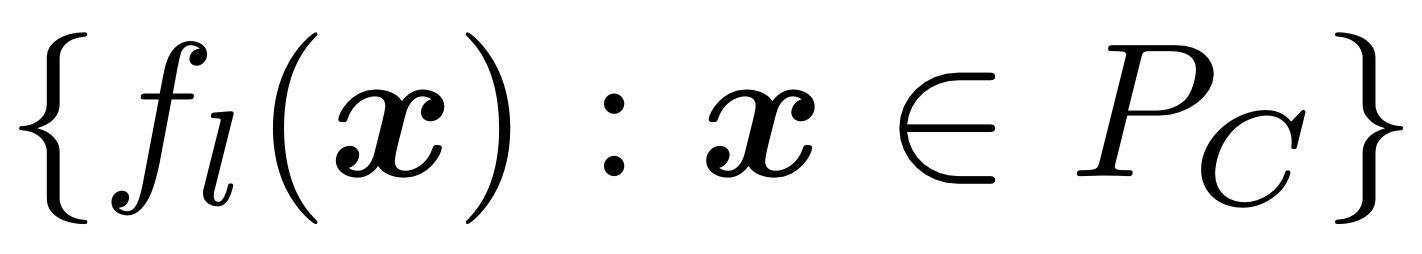 {f_l(𝒙) : 𝒙 ∈ P_C}